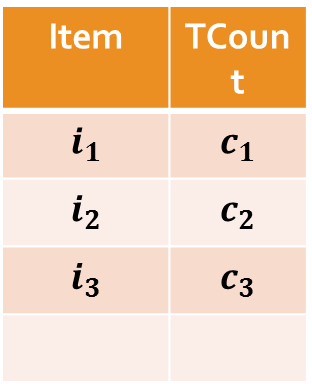 Item TCoun
t
i₁ c₁
i₂ c₂
i₃ c₃